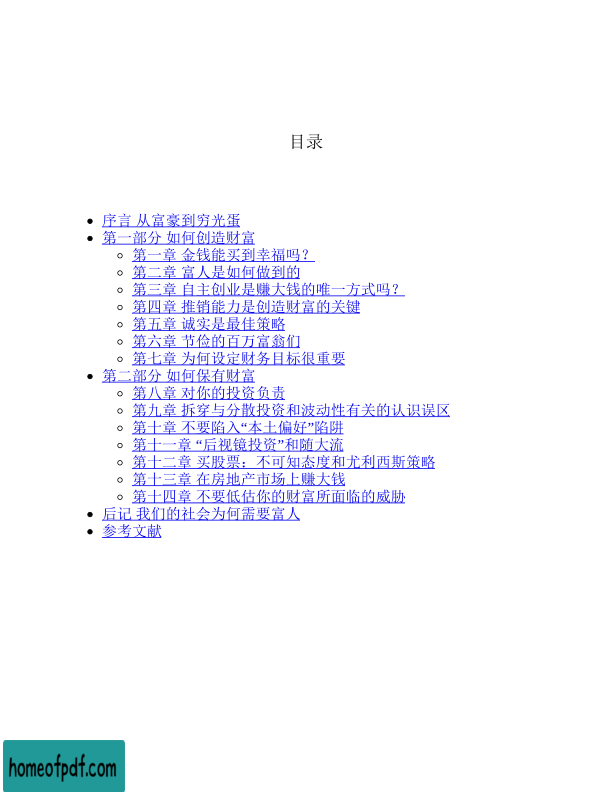 目录
序言 从富豪到穷光蛋
第一部分 如何创造财富
第一章 金钱能买到幸福吗？
第二章 富人是如何做到的
第三章 自主创业是赚大钱的唯一方式吗？
第四章 推销能力是创造财富的关键
第五章 诚实是最佳策略
第六章 节俭的百万富翁们
第七章 为何设定财务目标很重要
第二部分 如何保有财富
第八章 对你的投资负责
第九章 拆穿与分散投资和波动性有关的认识误区
第十章 不要陷入“本土偏好”陷阱
第十一章 “后视镜投资”和随大流
第十二章 买股票：不可知态度和尤利西斯策略
第十三章 在房地产市场上赚大钱
第十四章 不要低估你的财富所面临的威胁
后记 我们的社会为何需要富人
参考文献
homeofpdf.com